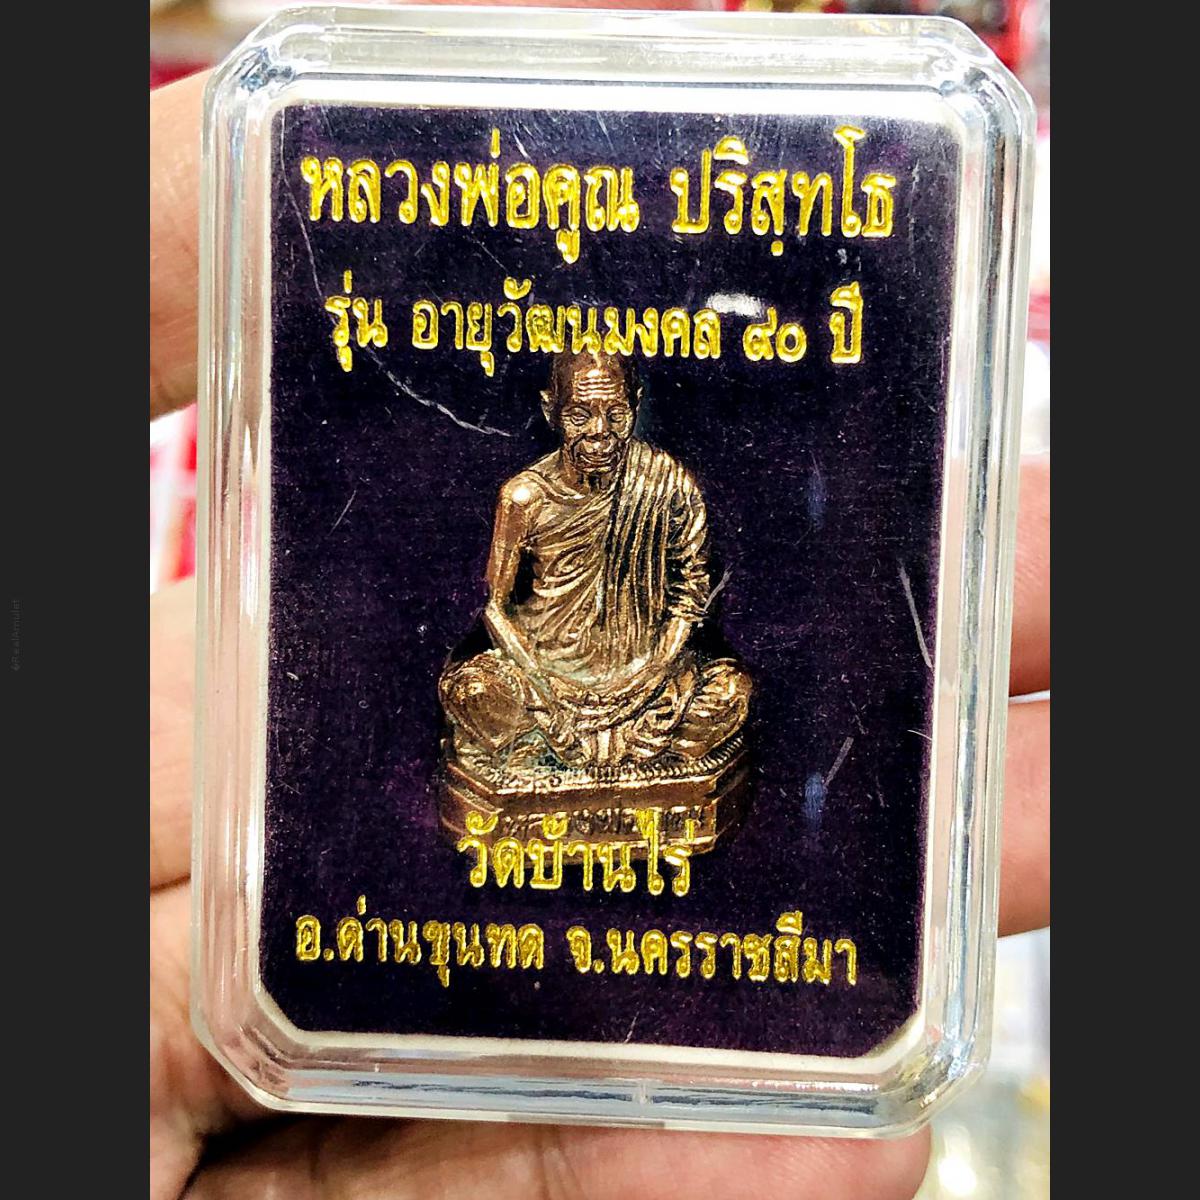 หลวงพ่อคูณ ปริสุทโธ
รุ่น อายุวัฒนมงคล ๙๐ ปี
วัดบ้านไร่
อ.ด่านขุนทด จ.นครราชสีมา
©RealAmulet